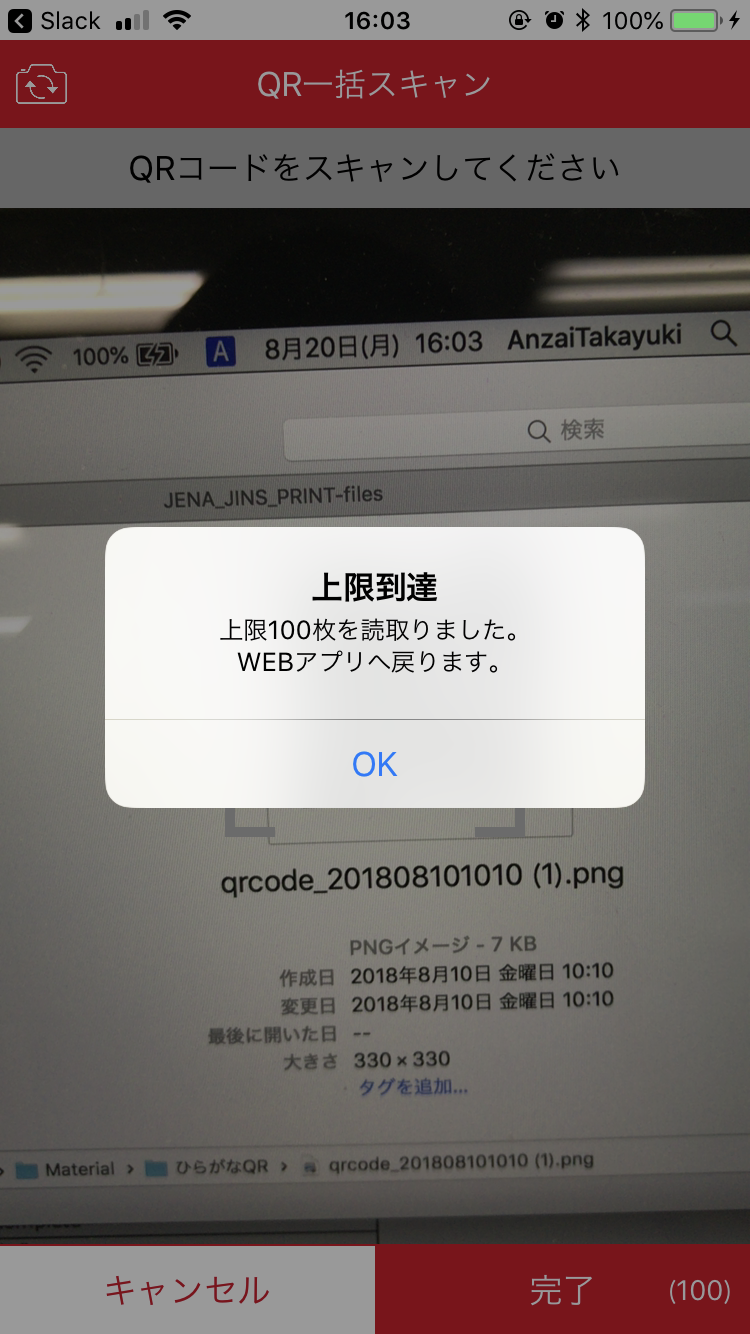 Slack 16:03 100%
QR一括スキャン
QRコードをスキャンしてください
100% A 8月20日(月) 16:03 AnzaiTakayuki
検索
JENA_JINS_PRINT-files
上限到達
上限100枚を読取りました。
WEBアプリへ戻ります。
OK
qrcode_201808101010 (1).png
PNGイメージ - 7 KB
作成日 2018年8月10日 金曜日 10:10
変更日 2018年8月10日 金曜日 10:10
最後に開いた日 --
大きさ 330 × 330
タグを追加...
Material › ひらがなQR › qrcode_201808101010 (1).png
キャンセル 完了 (100)